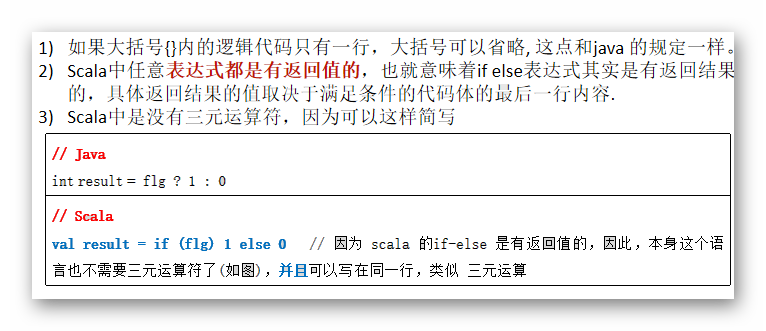 1) 如果大括号{}内的逻辑代码只有一行，大括号可以省略, 这点和java 的规定一样。
2) Scala中任意表达式都是有返回值的，也就意味着if else表达式其实是有返回结果
的，具体返回结果的值取决于满足条件的代码体的最后一行内容.
3) Scala中是没有三元运算符，因为可以这样简写
// Java
int result = flg ? 1 : 0
// Scala
val result = if (flg) 1 else 0 // 因为 scala 的if-else 是有返回值的，因此，本身这个语
言也不需要三元运算符了(如图)，并且可以写在同一行，类似 三元运算